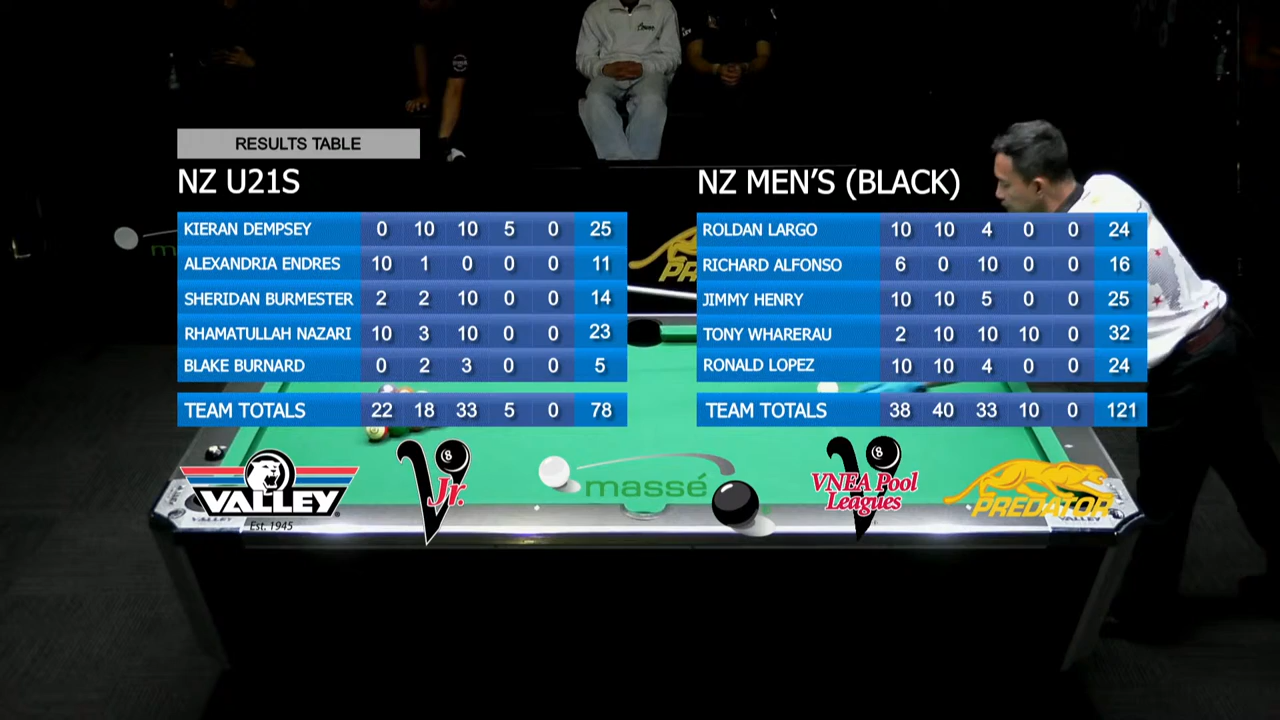 RESULTS TABLE
NZ U21S
KIERAN DEMPSEY 0 10 10 5 0 25
ALEXANDRIA ENDRES 10 1 0 0 0 11
SHERIDAN BURMESTER 2 2 10 0 0 14
RHAMATULLAH NAZARI 10 3 10 0 0 23
BLAKE BURNARD 0 2 3 0 0 5
TEAM TOTALS 22 18 33 5 0 78
NZ MEN'S (BLACK)
ROLDAN LARGO 10 10 4 0 0 24
RICHARD ALFONSO 6 0 10 0 0 16
JIMMY HENRY 10 10 5 0 0 25
TONY WHARERAU 2 10 10 10 0 32
RONALD LOPEZ 10 10 4 0 0 24
TEAM TOTALS 38 40 33 10 0 121
VALLEY
Est. 1945
8
V Jr.
massé
8
VNEA Pool
Leagues
PREDATOR
VALLEY